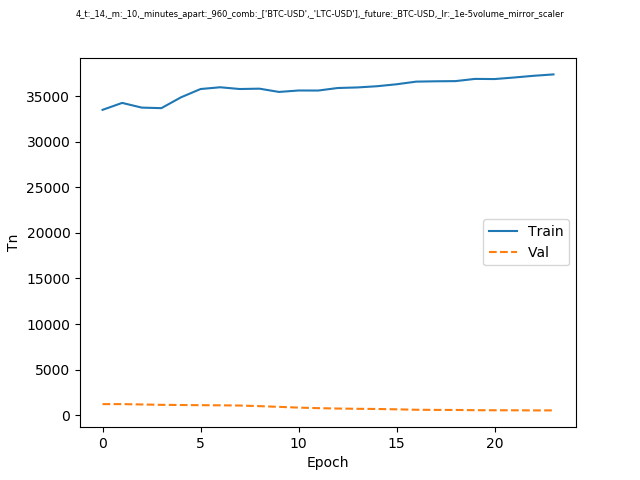 4_t:_14,_m:_10,_minutes_apart:_960_comb:_['BTC-USD',_'LTC-USD'],_future:_BTC-USD,_lr:_1e-5volume_mirror_scaler
35000
30000
25000
20000
15000
10000
5000
0
Tn
Train
Val
0 5 10 15 20
Epoch